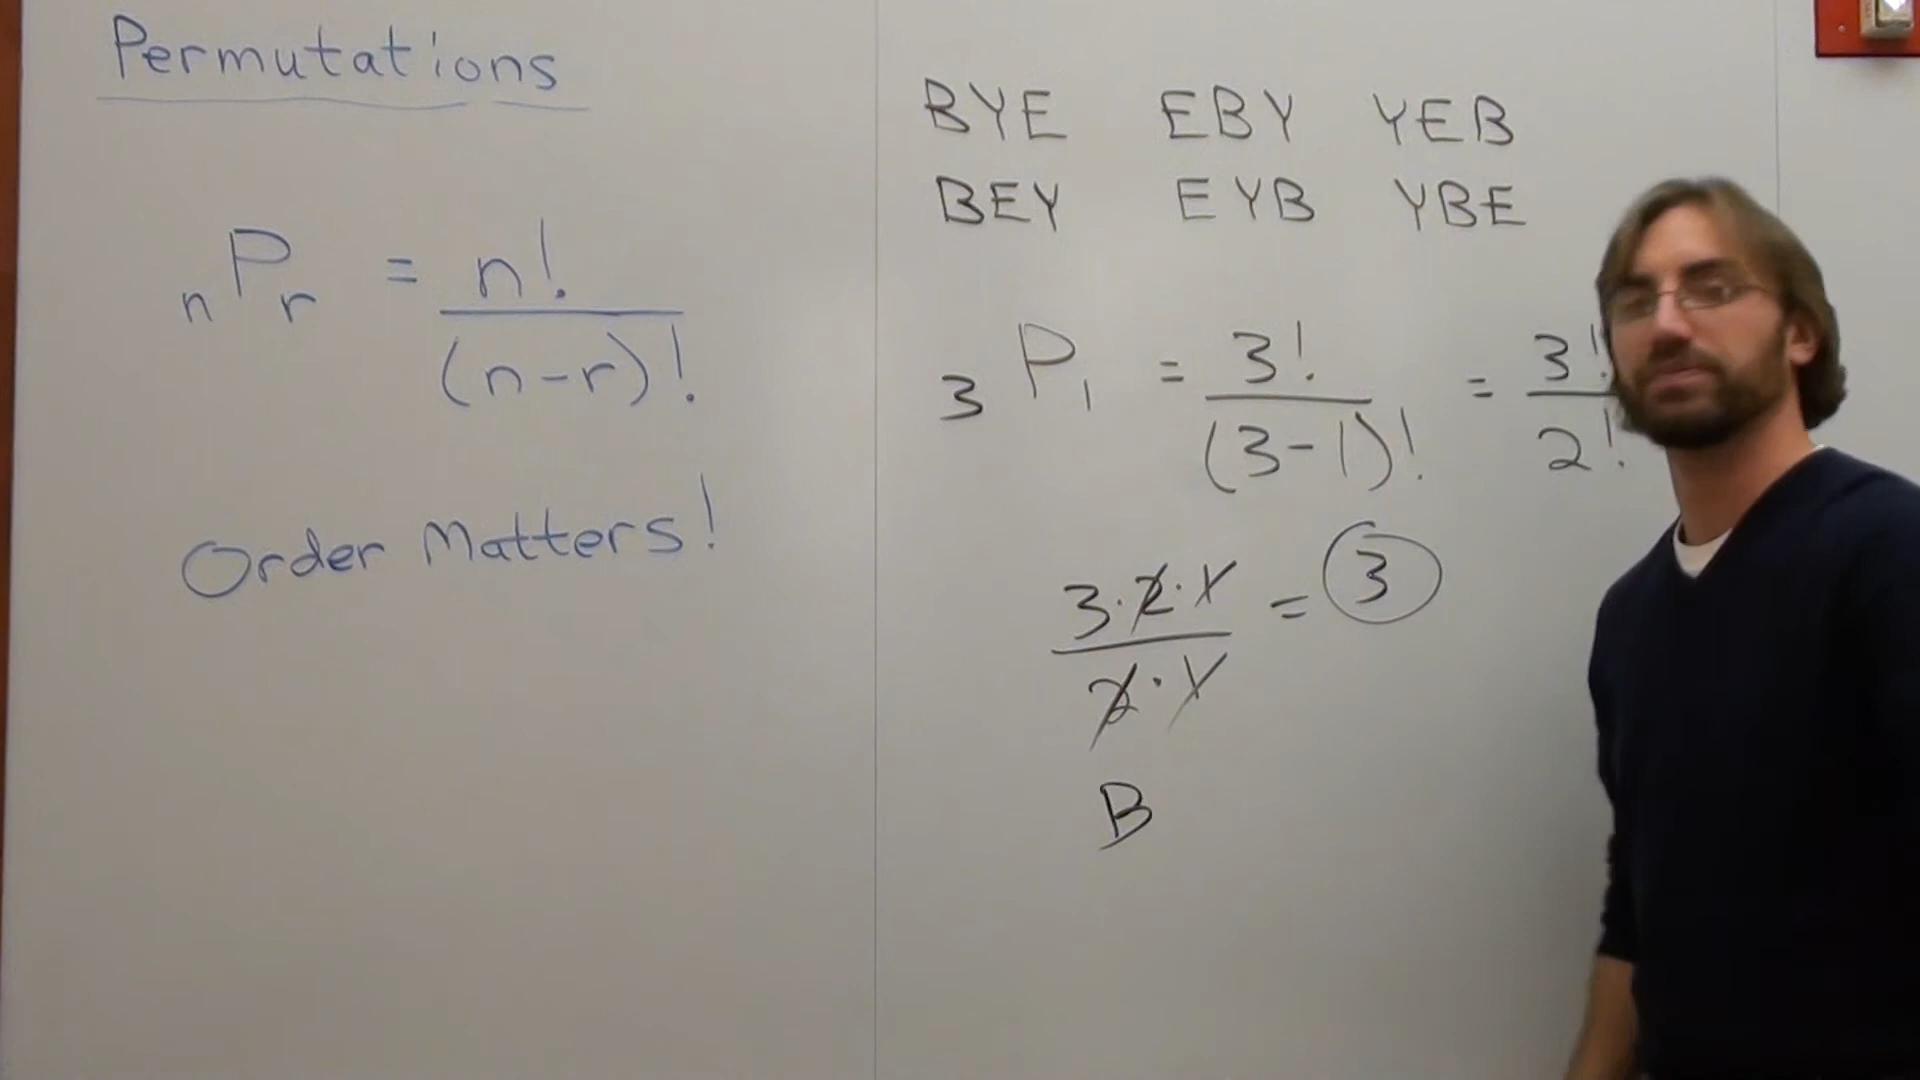 Permutations
nPr = n! / (n-r)!
Order Matters!
BYE EBY YEB
BEY EYB YBE
3P1 = 3! / (3-1)! = 3! / 2!
3·2·1 / 2·1 = 3
B